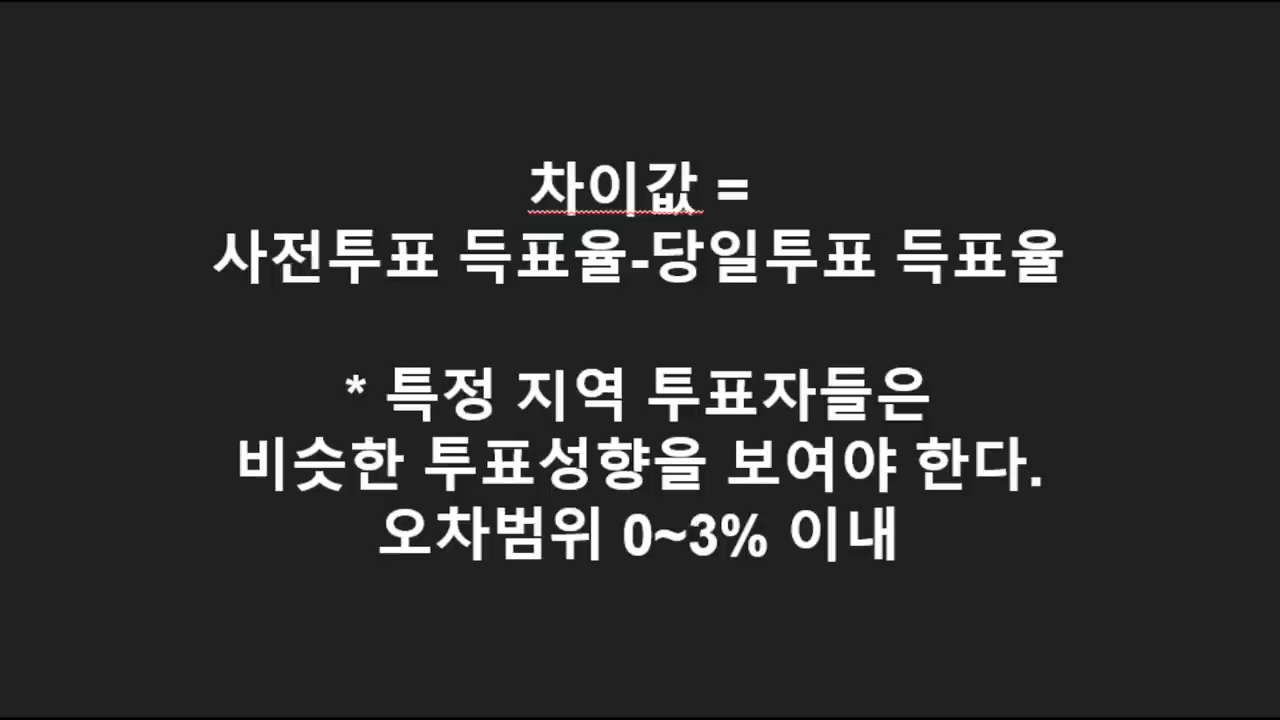 차이값 =
사전투표 득표율-당일투표 득표율
* 특정 지역 투표자들은
비슷한 투표성향을 보여야 한다.
오차범위 0~3% 이내